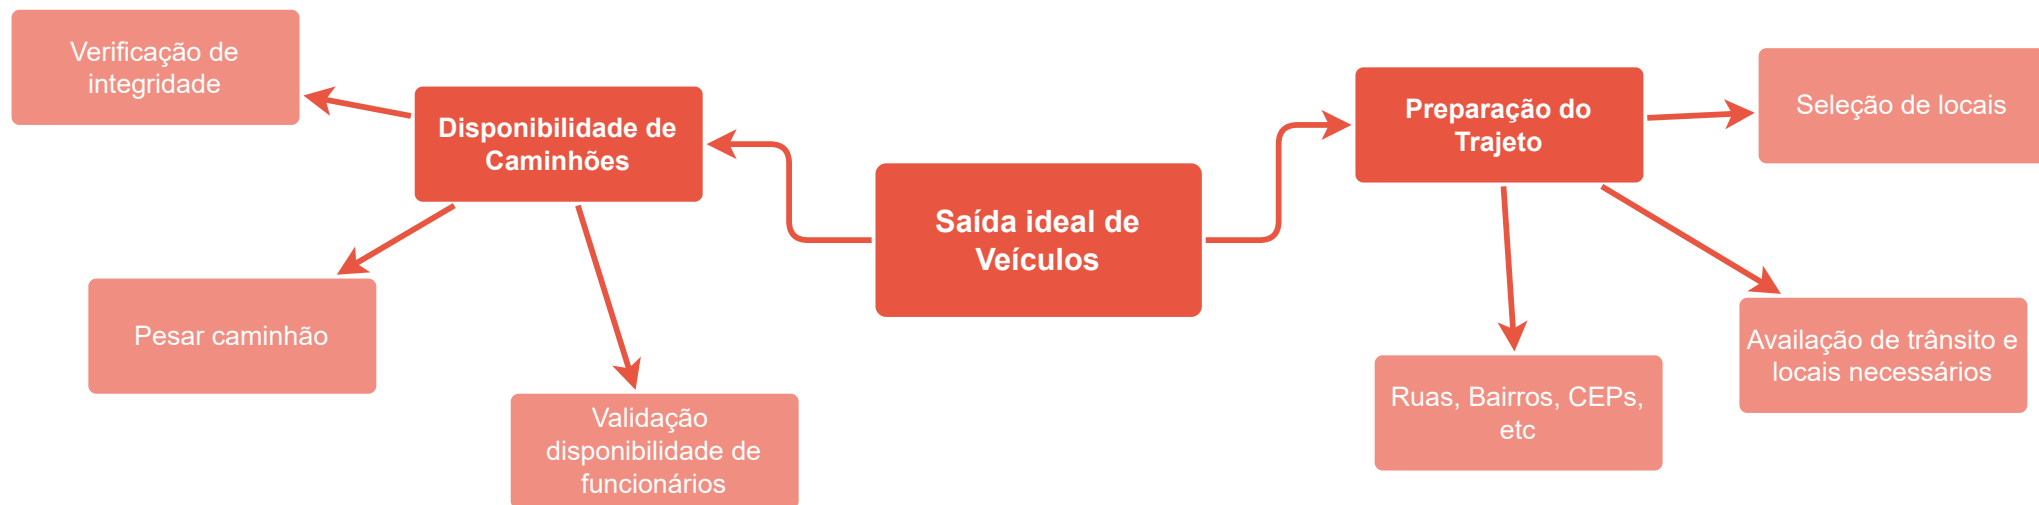 Verificação de
integridade
Disponibilidade de
Caminhões
Pesar caminhão
Validação
disponibilidade de
funcionários
Saída ideal de
Veículos
Preparação do
Trajeto
Seleção de locais
Availação de trânsito e
locais necessários
Ruas, Bairros, CEPs,
etc